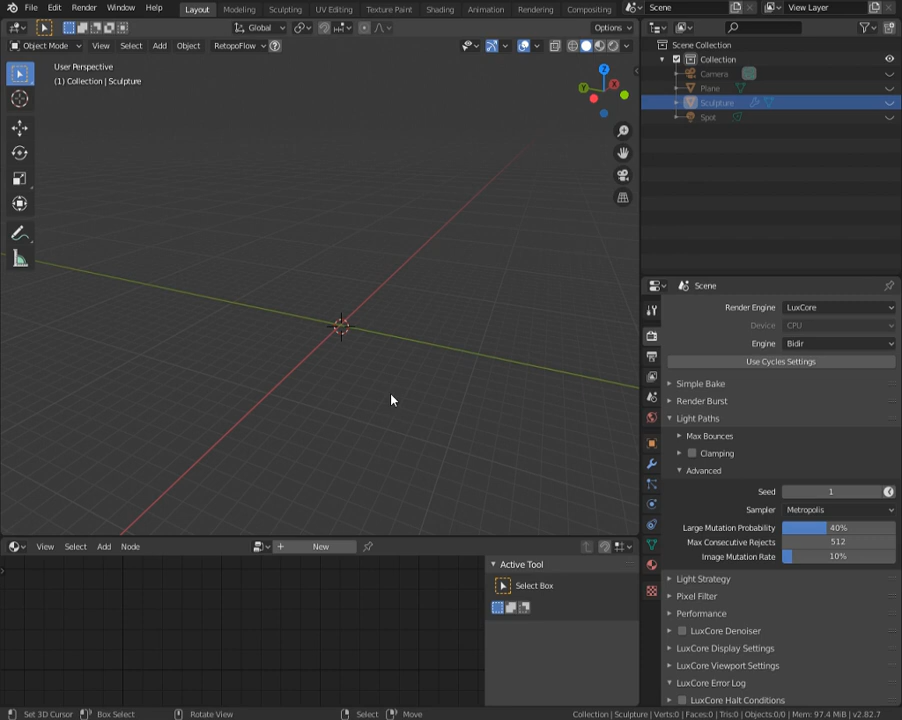 File Edit Render Window Help Layout Modeling Sculpting UV Editing Texture Paint Shading Animation Rendering Compositing Scene View Layer
Global Options
Object Mode View Select Add Object RetopoFlow
User Perspective
(1) Collection | Sculpture
Z
Y X
Scene Collection
Collection
Camera
Plane
Sculpture
Spot
Scene
Render Engine LuxCore
Device CPU
Engine Bidir
Use Cycles Settings
Simple Bake
Render Burst
Light Paths
Max Bounces
Clamping
Advanced
Seed 1
Sampler Metropolis
Large Mutation Probability 40%
Max Consecutive Rejects 512
Image Mutation Rate 10%
Light Strategy
Pixel Filter
Performance
LuxCore Denoiser
LuxCore Display Settings
LuxCore Viewport Settings
LuxCore Error Log
LuxCore Halt Conditions
View Select Add Node New
Active Tool
Select Box
Set 3D Cursor Box Select Rotate View Select Move Collection | Sculpture | Verts:0 | Faces:0 | Tris:0 | Objects:0/0 | Mem: 97.4 MiB | v2.82.7